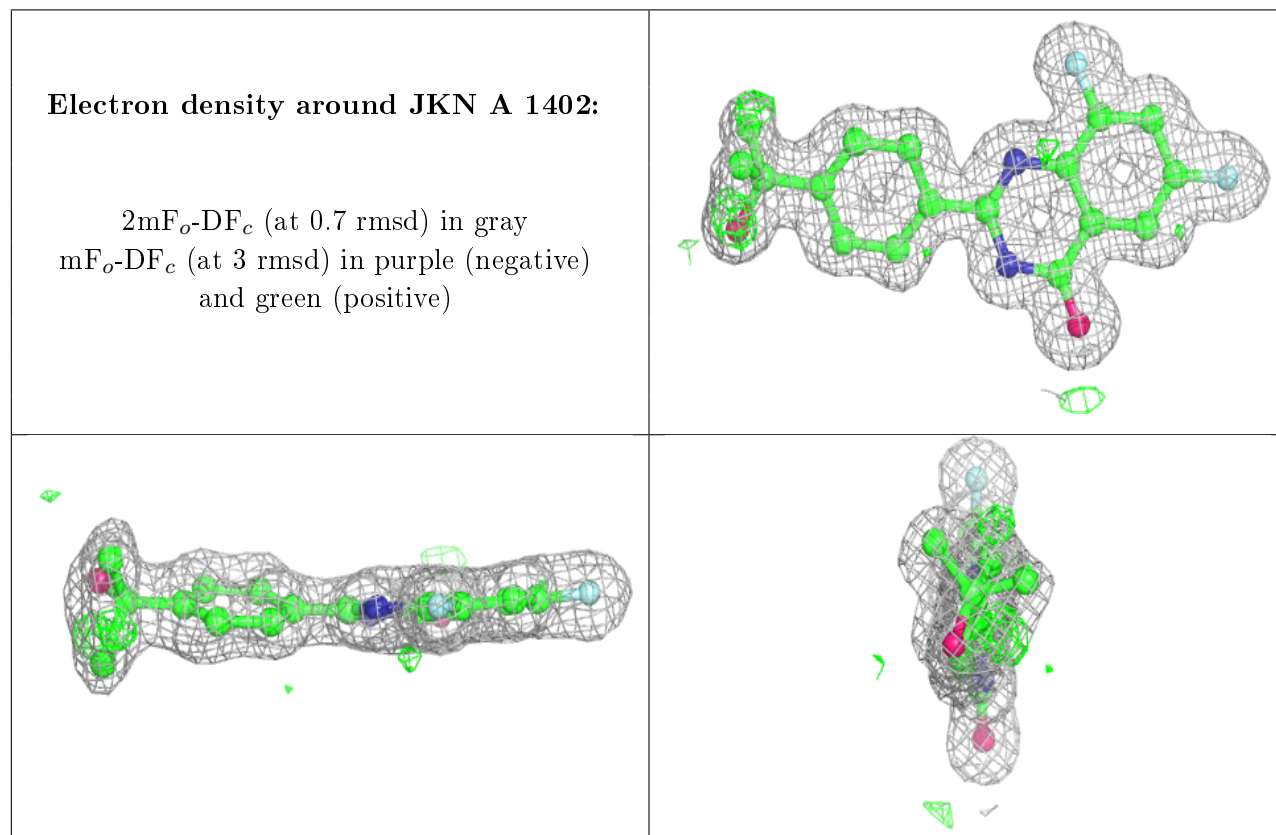 Electron density around JKN A 1402:
2mFo-DFc (at 0.7 rmsd) in gray
mFo-DFc (at 3 rmsd) in purple (negative)
and green (positive)